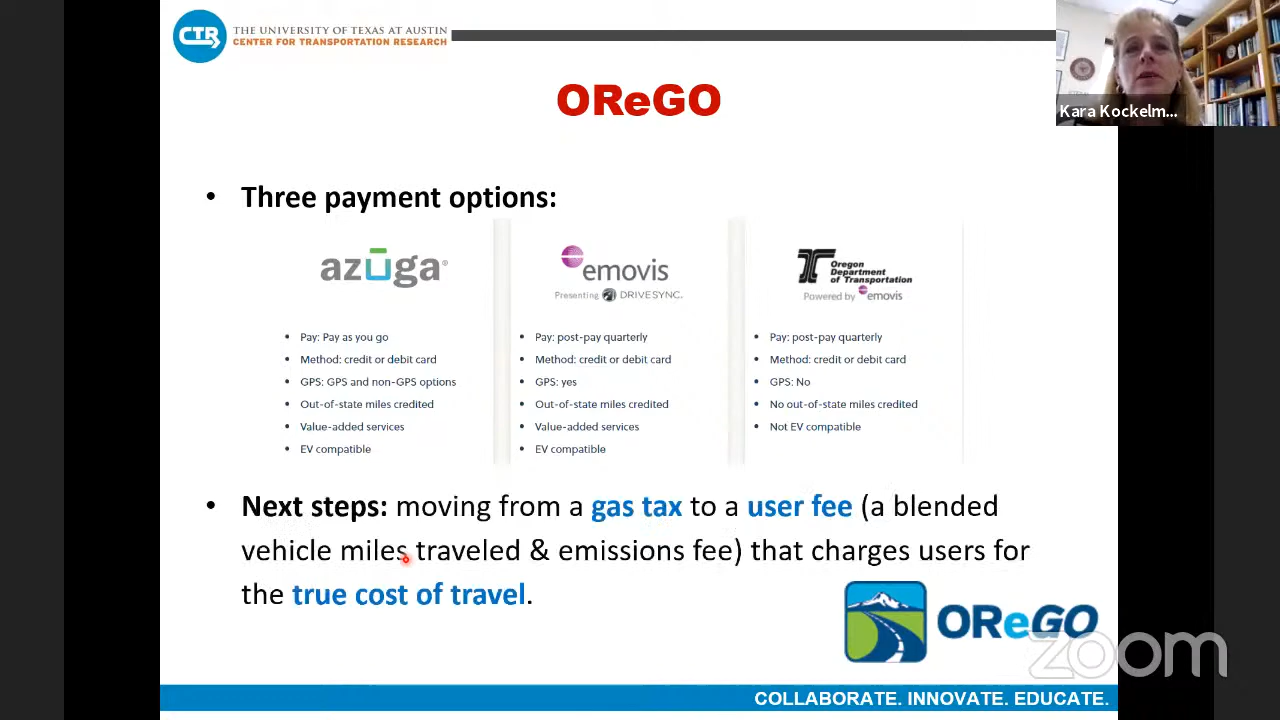 CTR
THE UNIVERSITY OF TEXAS AT AUSTIN
CENTER FOR TRANSPORTATION RESEARCH
Kara Kockelm...
OReGO
• Three payment options:
azuga®
• Pay: Pay as you go
• Method: credit or debit card
• GPS: GPS and non-GPS options
• Out-of-state miles credited
• Value-added services
• EV compatible
emovis
Presenting DRIVESYNC.
• Pay: post-pay quarterly
• Method: credit or debit card
• GPS: yes
• Out-of-state miles credited
• Value-added services
• EV compatible
Oregon
Department
of Transportation
Powered by emovis
• Pay: post-pay quarterly
• Method: credit or debit card
• GPS: No
• No out-of-state miles credited
• Not EV compatible
• Next steps: moving from a gas tax to a user fee (a blended
vehicle miles traveled & emissions fee) that charges users for
the true cost of travel.
OReGO
zoom
COLLABORATE. INNOVATE. EDUCATE.